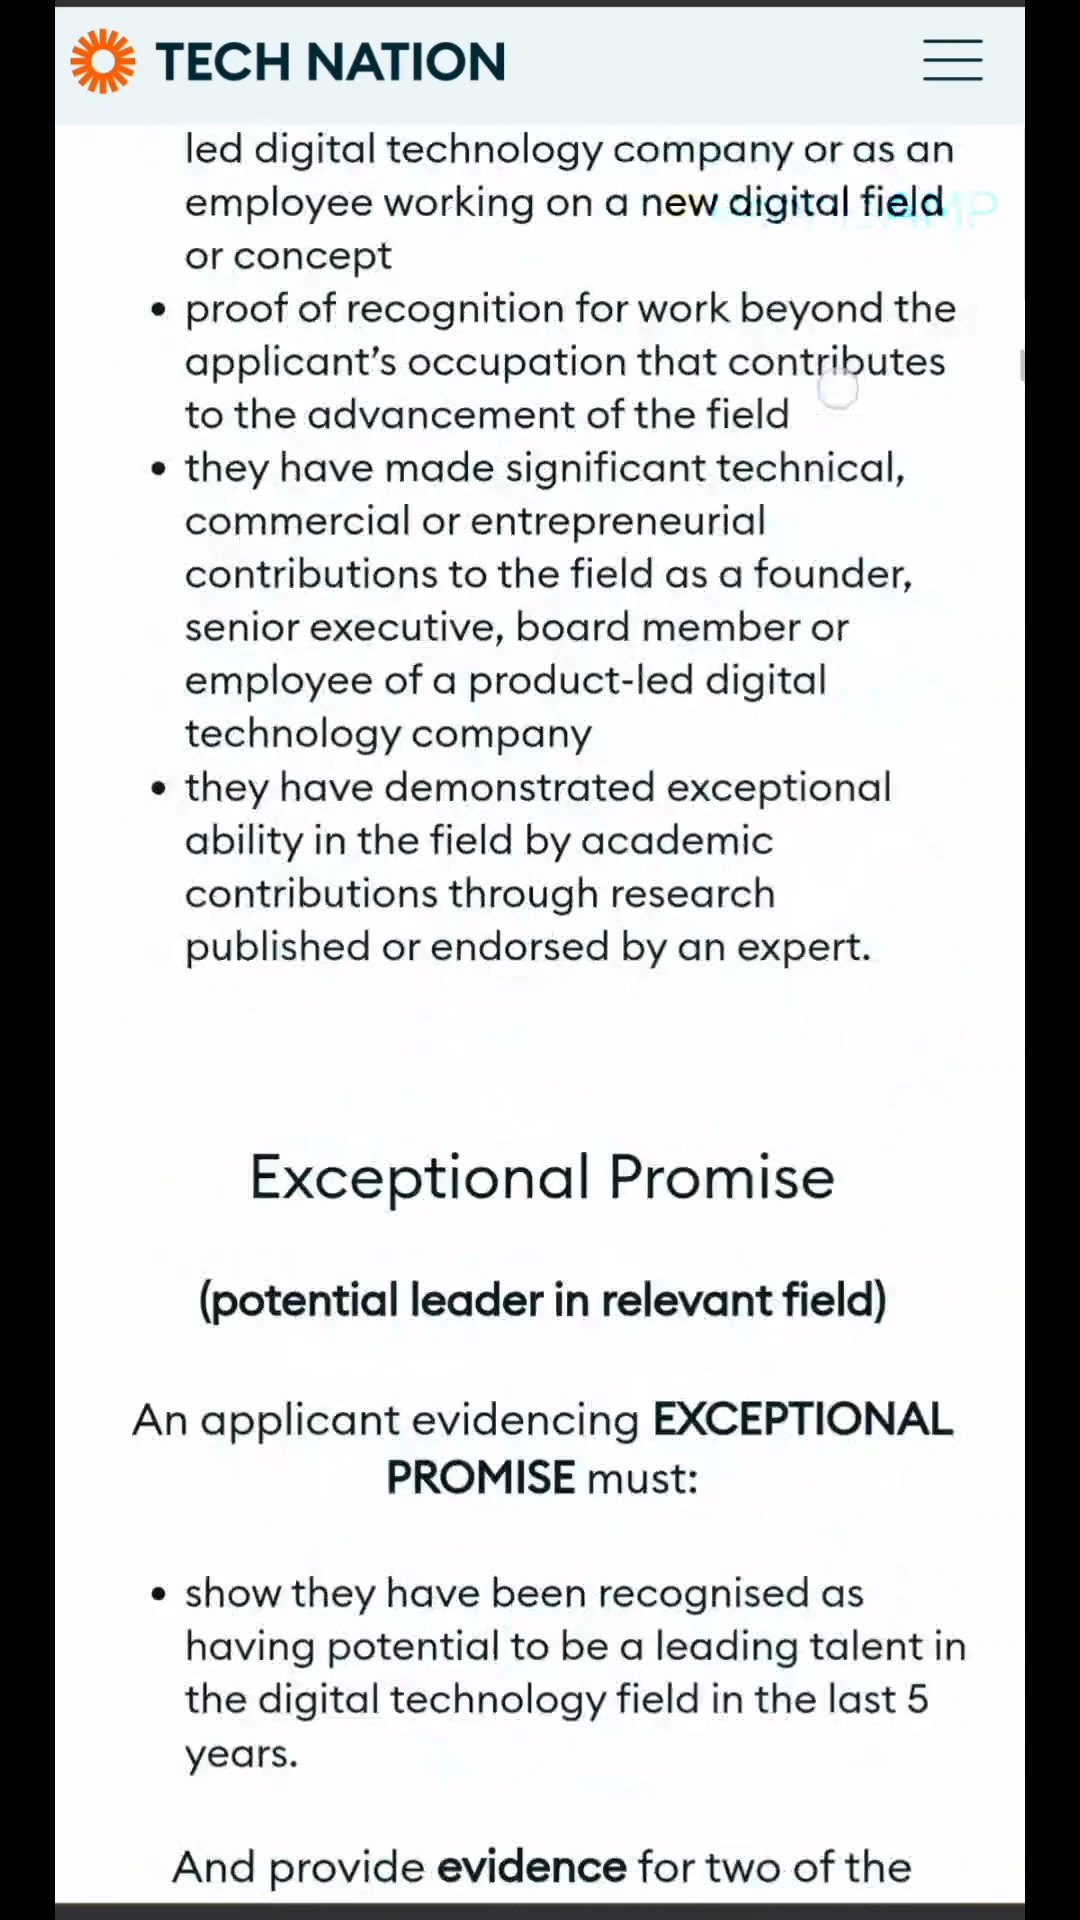 TECH NATION
led digital technology company or as an
employee working on a new digital field
or concept
• proof of recognition for work beyond the
applicant’s occupation that contributes
to the advancement of the field
• they have made significant technical,
commercial or entrepreneurial
contributions to the field as a founder,
senior executive, board member or
employee of a product-led digital
technology company
• they have demonstrated exceptional
ability in the field by academic
contributions through research
published or endorsed by an expert.
Exceptional Promise
(potential leader in relevant field)
An applicant evidencing EXCEPTIONAL
PROMISE must:
• show they have been recognised as
having potential to be a leading talent in
the digital technology field in the last 5
years.
And provide evidence for two of the